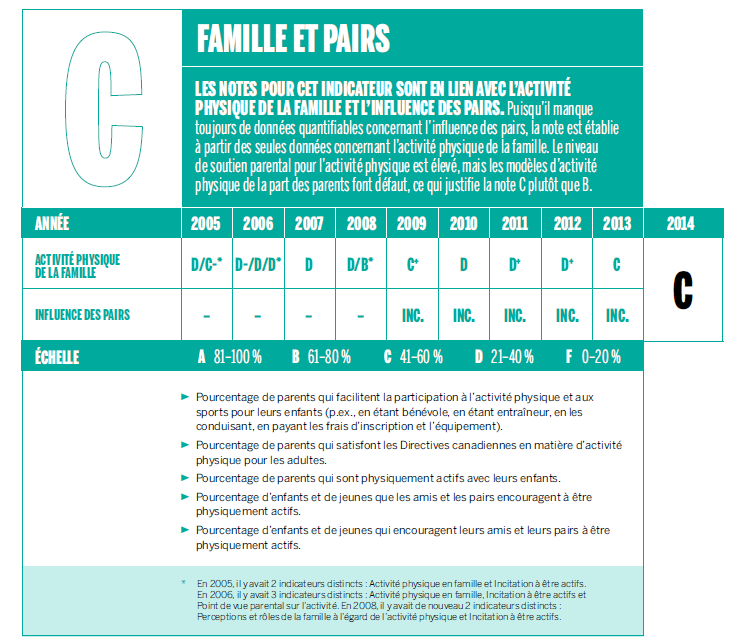 C
FAMILLE ET PAIRS
LES NOTES POUR CET INDICATEUR SONT EN LIEN AVEC L'ACTIVITÉ
PHYSIQUE DE LA FAMILLE ET L'INFLUENCE DES PAIRS. Puisqu'il manque
toujours de données quantifiables concernant l'influence des pairs, la note est établie
à partir des seules données concernant l'activité physique de la famille. Le niveau
de soutien parental pour l'activité physique est élevé, mais les modèles d'activité
physique de la part des parents font défaut, ce qui justifie la note C plutôt que B.
ANNÉE 2005 2006 2007 2008 2009 2010 2011 2012 2013 2014
ACTIVITÉ PHYSIQUE
DE LA FAMILLE D/C-* D-/D/D* D D/B* C+ D D+ D+ C C
INFLUENCE DES PAIRS – – – – INC. INC. INC. INC. INC.
ÉCHELLE A 81–100 % B 61–80 % C 41–60 % D 21–40 % F 0–20 %
► Pourcentage de parents qui facilitent la participation à l'activité physique et aux
sports pour leurs enfants (p.ex., en étant bénévole, en étant entraîneur, en les
conduisant, en payant les frais d'inscription et l'équipement).
► Pourcentage de parents qui satisfont les Directives canadiennes en matière d'activité
physique pour les adultes.
► Pourcentage de parents qui sont physiquement actifs avec leurs enfants.
► Pourcentage d'enfants et de jeunes que les amis et les pairs encouragent à être
physiquement actifs.
► Pourcentage d'enfants et de jeunes qui encouragent leurs amis et leurs pairs à être
physiquement actifs.
* En 2005, il y avait 2 indicateurs distincts : Activité physique en famille et Incitation à être actifs.
En 2006, il y avait 3 indicateurs distincts : Activité physique en famille, Incitation à être actifs et
Point de vue parental sur l'activité. En 2008, il y avait de nouveau 2 indicateurs distincts :
Perceptions et rôles de la famille à l'égard de l'activité physique et Incitation à être actifs.